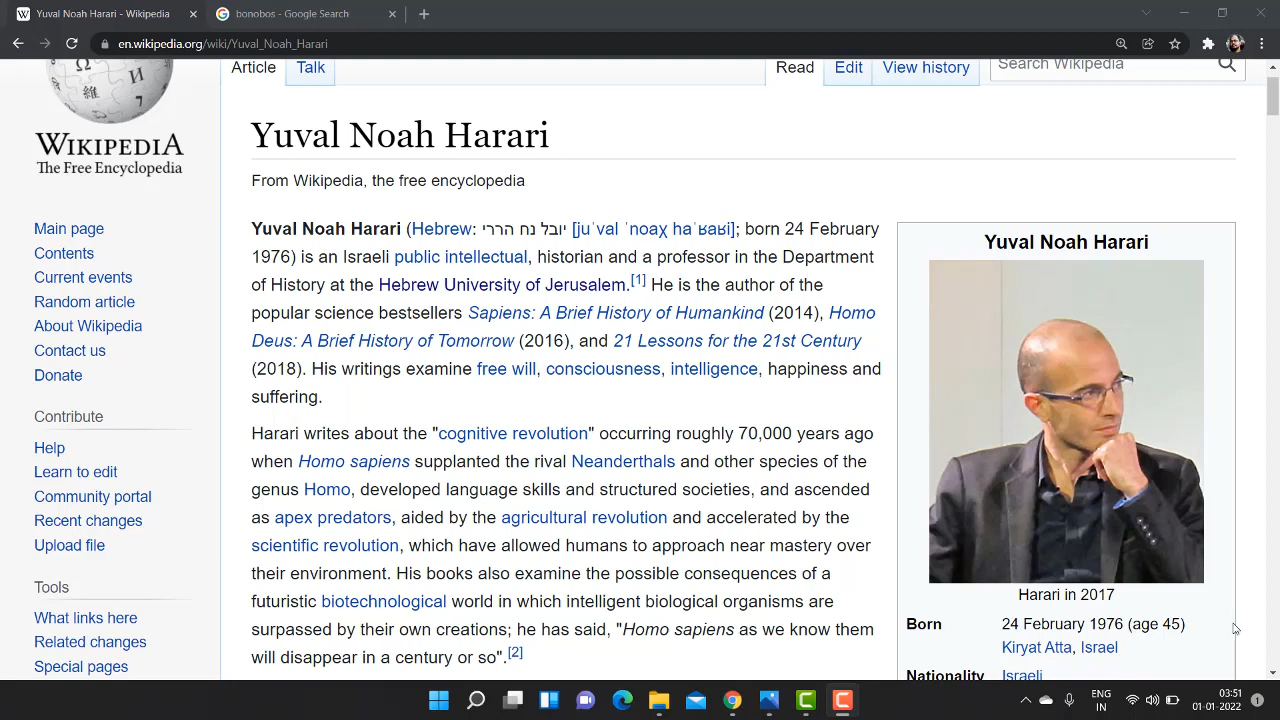 Yuval Noah Harari - Wikipedia
bonobos - Google Search
en.wikipedia.org/wiki/Yuval_Noah_Harari
Article Talk Read Edit View history Search Wikipedia
Ω И 維 7
WIKIPEDIA
The Free Encyclopedia
Main page
Contents
Current events
Random article
About Wikipedia
Contact us
Donate
Contribute
Help
Learn to edit
Community portal
Recent changes
Upload file
Tools
What links here
Related changes
Special pages
Yuval Noah Harari
From Wikipedia, the free encyclopedia
Yuval Noah Harari (Hebrew: יובל נח הררי [juˈval ˈnoaχ haˈʁaʁi]; born 24 February
1976) is an Israeli public intellectual, historian and a professor in the Department
of History at the Hebrew University of Jerusalem.[1] He is the author of the
popular science bestsellers Sapiens: A Brief History of Humankind (2014), Homo
Deus: A Brief History of Tomorrow (2016), and 21 Lessons for the 21st Century
(2018). His writings examine free will, consciousness, intelligence, happiness and
suffering.
Harari writes about the "cognitive revolution" occurring roughly 70,000 years ago
when Homo sapiens supplanted the rival Neanderthals and other species of the
genus Homo, developed language skills and structured societies, and ascended
as apex predators, aided by the agricultural revolution and accelerated by the
scientific revolution, which have allowed humans to approach near mastery over
their environment. His books also examine the possible consequences of a
futuristic biotechnological world in which intelligent biological organisms are
surpassed by their own creations; he has said, "Homo sapiens as we know them
will disappear in a century or so".[2]
Yuval Noah Harari
Harari in 2017
Born 24 February 1976 (age 45)
Kiryat Atta, Israel
Nationality Israeli
ENG
IN
03:51
01-01-2022
1